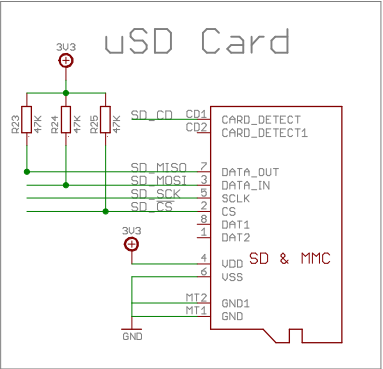 uSD Card
3V3
R23
47K
R24
47K
R25
47K
SD_CD
CD1
CARD_DETECT
CD2
CARD_DETECT1
SD_MISO
7
DATA_OUT
SD_MOSI
3
DATA_IN
SD_SCK
5
SCLK
SD_CS
2
CS
8
DAT1
1
DAT2
3V3
SD & MMC
4
VDD
6
VSS
MT2
GND1
MT1
GND
GND